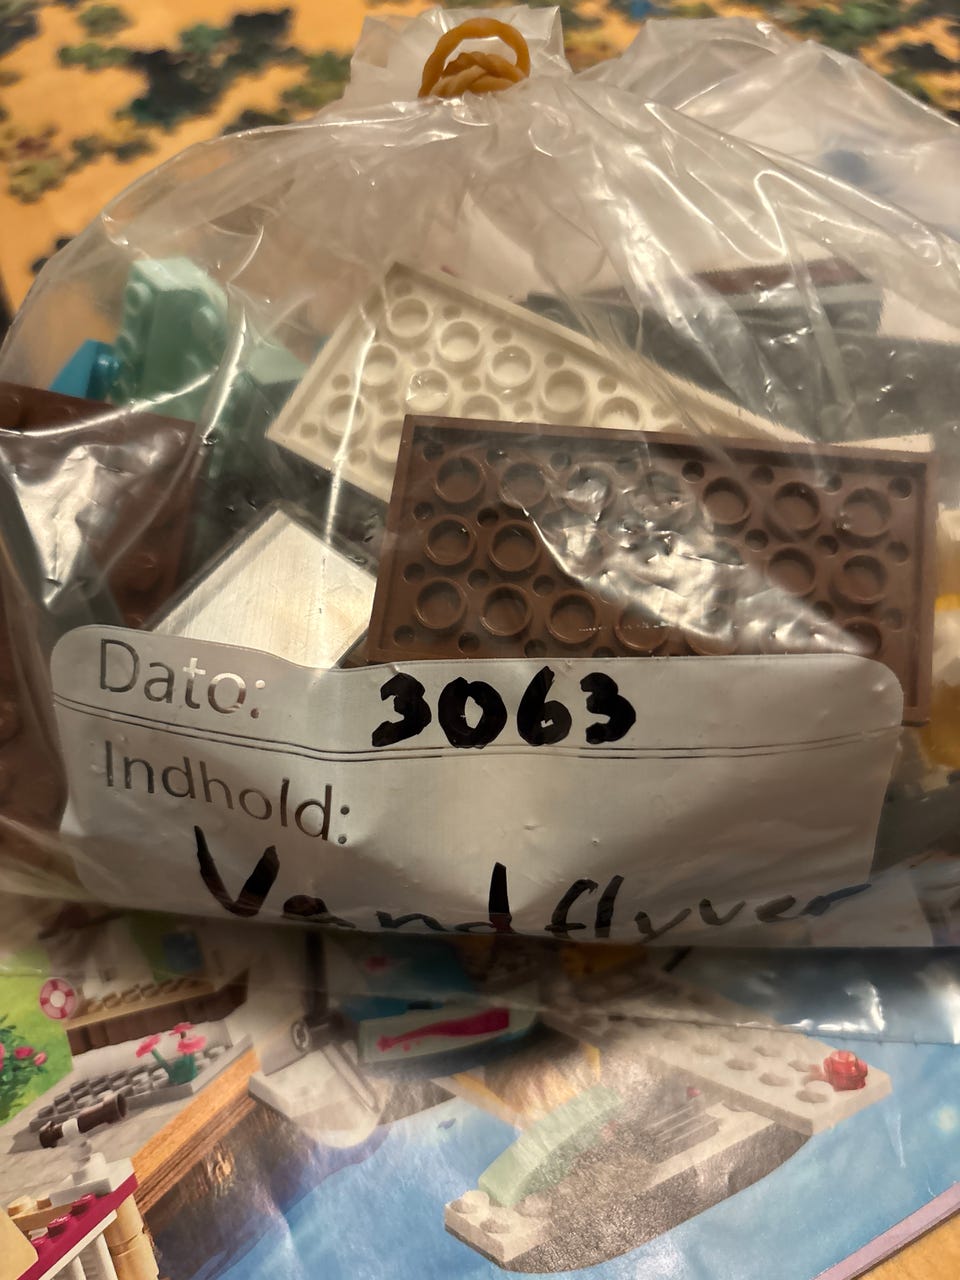 Dato: 3063
Indhold:
Vandflyver